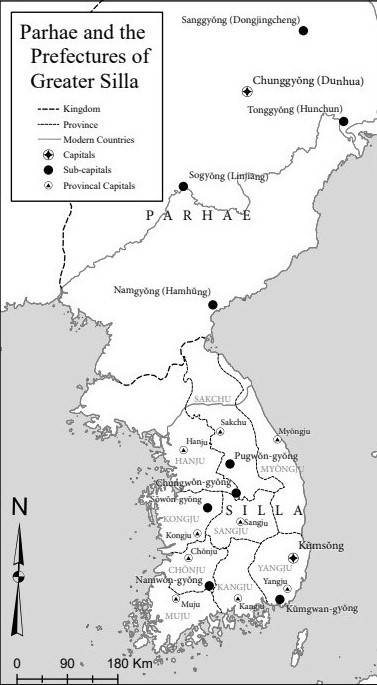 Parhae and the
Prefectures of
Greater Silla
Kingdom
Province
Modern Countries
Capitals
Sub-capitals
Provincal Capitals
Sanggyŏng (Dongjingcheng)
Chunggyŏng (Dunhua)
Tonggyŏng (Hunchun)
Sogyŏng (Linjiang)
PARHAE
Namgyŏng (Hamhŭng)
SAKCHU
Sakchu
Myŏngju
Hanju
HANJU
Pugwŏn-gyŏng
MYŎNGJU
Chungwŏn-gyŏng
Sŏwŏn-gyŏng
SILLA
KONGJU
Sangju
SANGJU
Kongju
Kŭmsŏng
Chŏnju
CHŎNJU
YANGJU
Namwŏn-gyŏng
KANGJU
Yangju
Muju
Kangju
Kŭmgwan-gyŏng
MUJU
N
0 90 180 Km